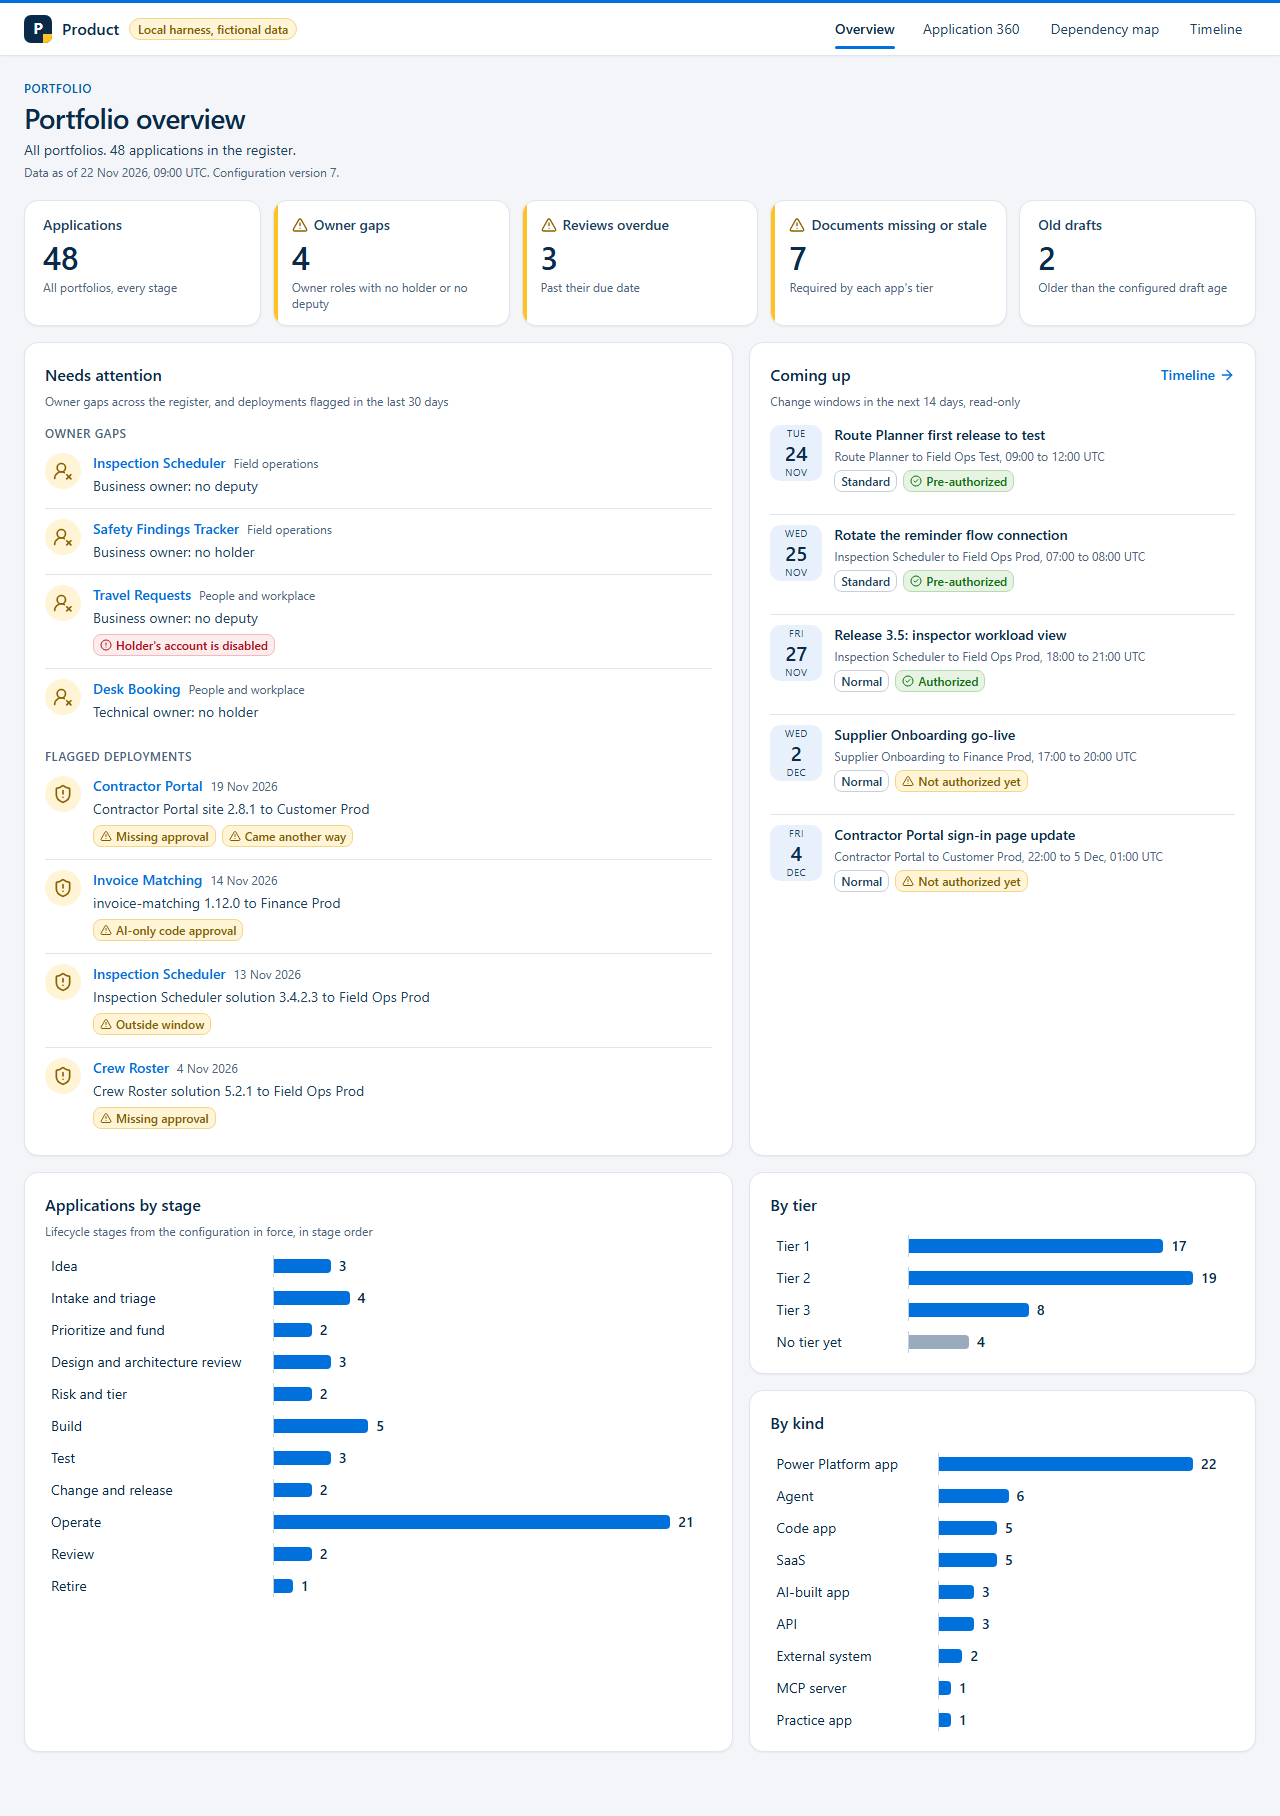 P Product Local harness, fictional data Overview Application 360 Dependency map Timeline
PORTFOLIO
Portfolio overview
All portfolios. 48 applications in the register.
Data as of 22 Nov 2026, 09:00 UTC. Configuration version 7.
Applications
48
All portfolios, every stage
Owner gaps
4
Owner roles with no holder or no
deputy
Reviews overdue
3
Past their due date
Documents missing or stale
7
Required by each app's tier
Old drafts
2
Older than the configured draft age
Needs attention
Owner gaps across the register, and deployments flagged in the last 30 days
OWNER GAPS
Inspection Scheduler Field operations
Business owner: no deputy
Safety Findings Tracker Field operations
Business owner: no holder
Travel Requests People and workplace
Business owner: no deputy
Holder's account is disabled
Desk Booking People and workplace
Technical owner: no holder
FLAGGED DEPLOYMENTS
Contractor Portal 19 Nov 2026
Contractor Portal site 2.8.1 to Customer Prod
Missing approval Came another way
Invoice Matching 14 Nov 2026
invoice-matching 1.12.0 to Finance Prod
AI-only code approval
Inspection Scheduler 13 Nov 2026
Inspection Scheduler solution 3.4.2.3 to Field Ops Prod
Outside window
Crew Roster 4 Nov 2026
Crew Roster solution 5.2.1 to Field Ops Prod
Missing approval
Coming up Timeline
Change windows in the next 14 days, read-only
TUE
24
NOV
Route Planner first release to test
Route Planner to Field Ops Test, 09:00 to 12:00 UTC
Standard Pre-authorized
WED
25
NOV
Rotate the reminder flow connection
Inspection Scheduler to Field Ops Prod, 07:00 to 08:00 UTC
Standard Pre-authorized
FRI
27
NOV
Release 3.5: inspector workload view
Inspection Scheduler to Field Ops Prod, 18:00 to 21:00 UTC
Normal Authorized
WED
2
DEC
Supplier Onboarding go-live
Supplier Onboarding to Finance Prod, 17:00 to 20:00 UTC
Normal Not authorized yet
FRI
4
DEC
Contractor Portal sign-in page update
Contractor Portal to Customer Prod, 22:00 to 5 Dec, 01:00 UTC
Normal Not authorized yet
Applications by stage
Lifecycle stages from the configuration in force, in stage order
Idea 3
Intake and triage 4
Prioritize and fund 2
Design and architecture review 3
Risk and tier 2
Build 5
Test 3
Change and release 2
Operate 21
Review 2
Retire 1
By tier
Tier 1 17
Tier 2 19
Tier 3 8
No tier yet 4
By kind
Power Platform app 22
Agent 6
Code app 5
SaaS 5
AI-built app 3
API 3
External system 2
MCP server 1
Practice app 1